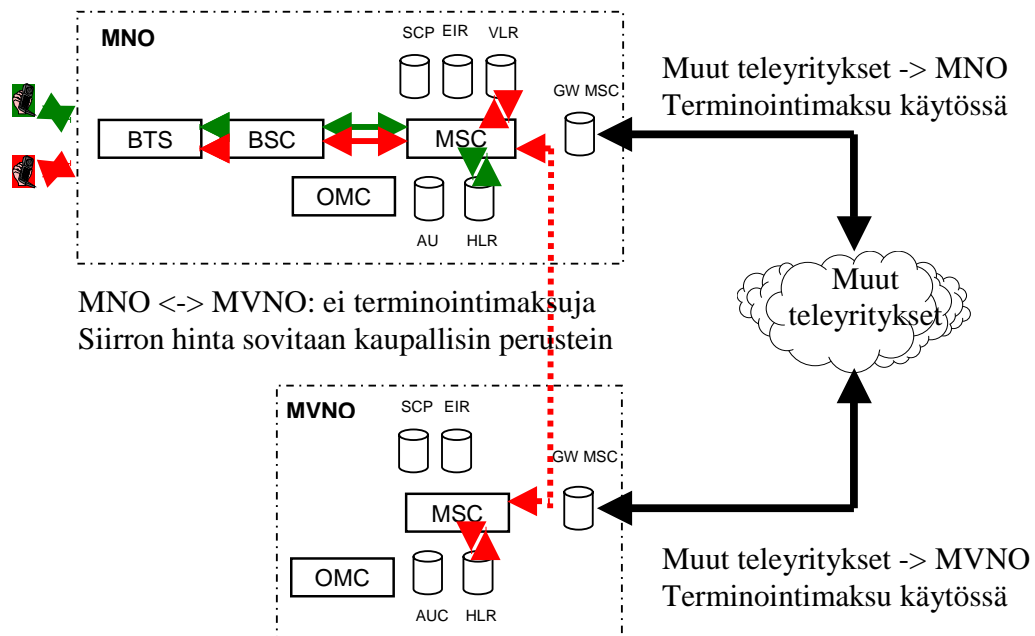 MNO
SCP EIR VLR
GW MSC
BTS
BSC
MSC
OMC
AU
HLR
Muut teleyritykset -> MNO
Terminointimaksu käytössä
Muut
teleyritykset
MNO <-> MVNO: ei terminointimaksuja
Siirron hinta sovitaan kaupallisin perustein
MVNO
SCP EIR
GW MSC
MSC
OMC
AUC
HLR
Muut teleyritykset -> MVNO
Terminointimaksu käytössä